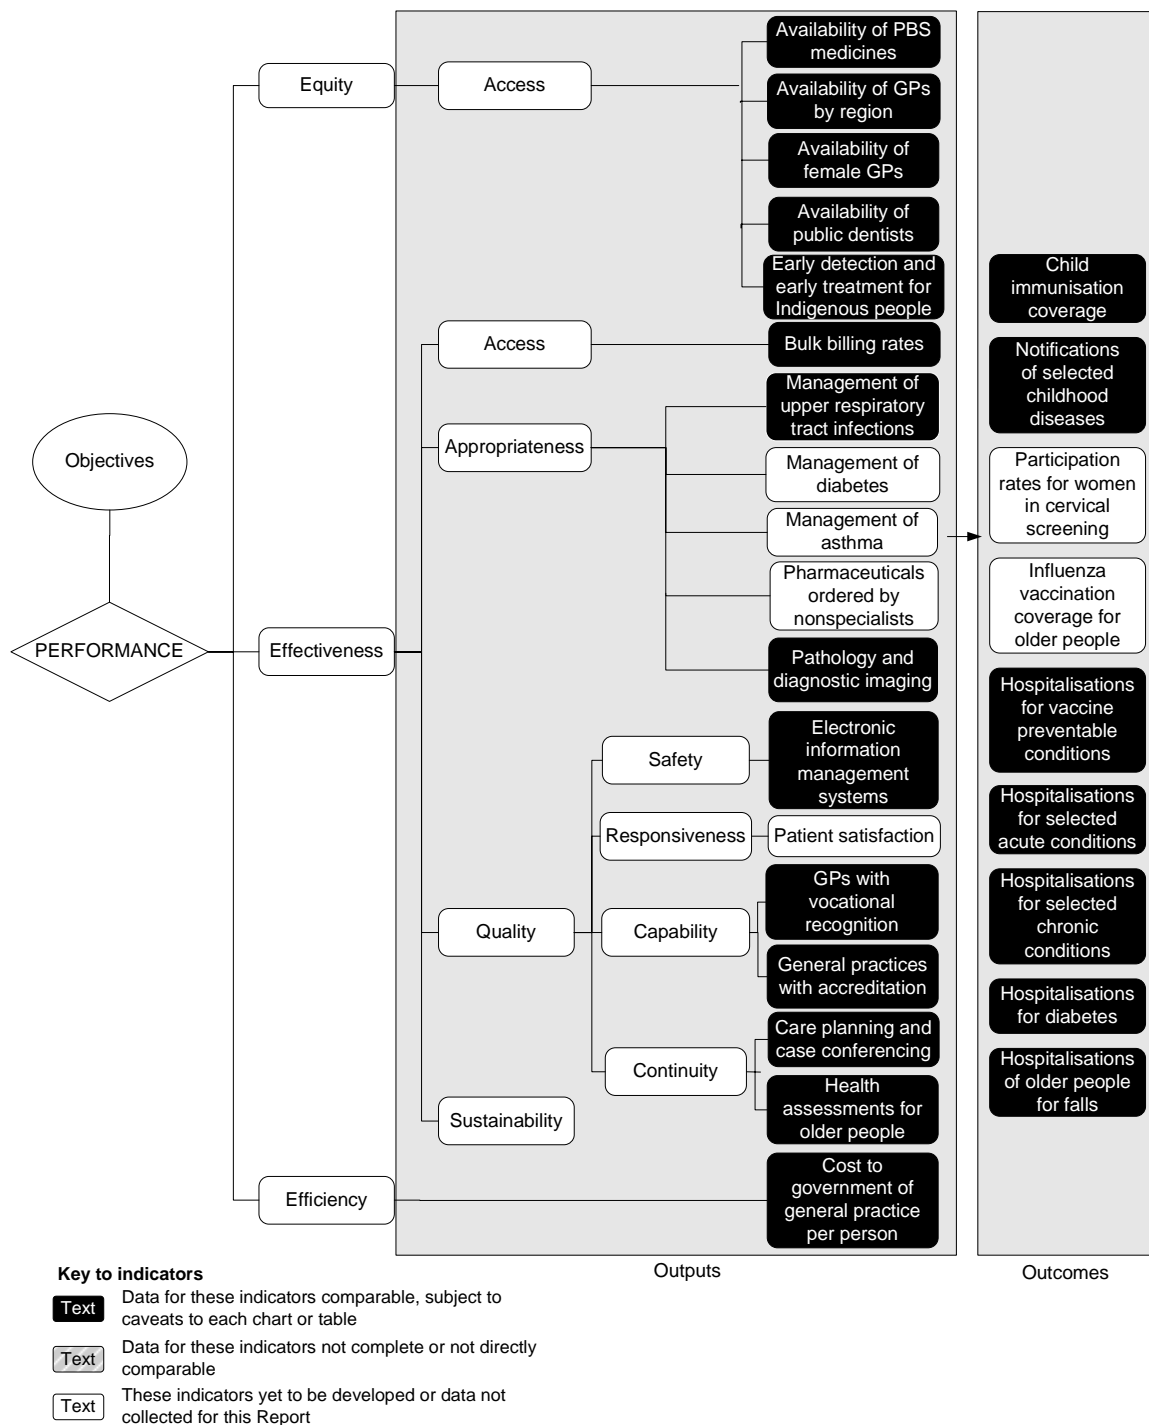 Objectives
PERFORMANCE
Equity
Access
Availability of PBS
medicines
Availability of GPs
by region
Availability of
female GPs
Availability of
public dentists
Early detection and
early treatment for
Indigenous people
Effectiveness
Access
Bulk billing rates
Appropriateness
Management of
upper respiratory
tract infections
Management of
diabetes
Management of
asthma
Pharmaceuticals
ordered by
nonspecialists
Pathology and
diagnostic imaging
Quality
Safety
Electronic
information
management
systems
Responsiveness
Patient satisfaction
Capability
GPs with
vocational
recognition
General practices
with accreditation
Continuity
Care planning and
case conferencing
Health
assessments for
older people
Sustainability
Efficiency
Cost to
government of
general practice
per person
Outputs
Child
immunisation
coverage
Notifications
of selected
childhood
diseases
Participation
rates for women
in cervical
screening
Influenza
vaccination
coverage for
older people
Hospitalisations
for vaccine
preventable
conditions
Hospitalisations
for selected
acute conditions
Hospitalisations
for selected
chronic
conditions
Hospitalisations
for diabetes
Hospitalisations
of older people
for falls
Outcomes
Key to indicators
Text
Data for these indicators comparable, subject to
caveats to each chart or table
Text
Data for these indicators not complete or not directly
comparable
Text
These indicators yet to be developed or data not
collected for this Report